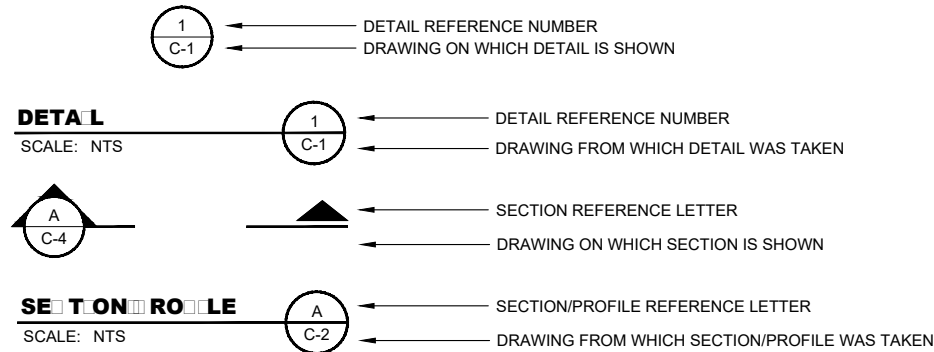 1 DETAIL REFERENCE NUMBER
C-1 DRAWING ON WHICH DETAIL IS SHOWN
1 DETAIL REFERENCE NUMBER
SCALE: NTS C-1 DRAWING FROM WHICH DETAIL WAS TAKEN
A SECTION REFERENCE LETTER
C-4 DRAWING ON WHICH SECTION IS SHOWN
A SECTION/PROFILE REFERENCE LETTER
SCALE: NTS C-2 DRAWING FROM WHICH SECTION/PROFILE WAS TAKEN